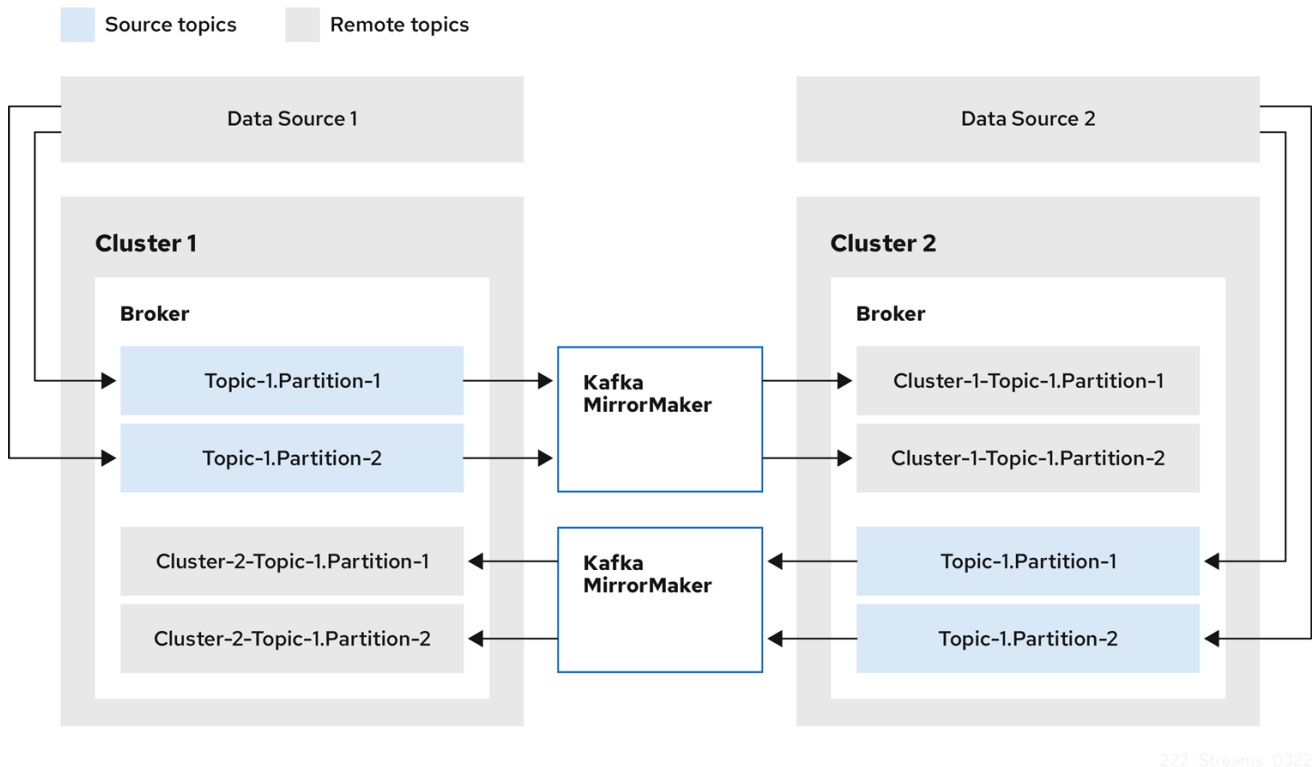 Source topics
Remote topics
Data Source 1
Data Source 2
Cluster 1
Broker
Topic-1.Partition-1
Topic-1.Partition-2
Cluster-2-Topic-1.Partition-1
Cluster-2-Topic-1.Partition-2
Kafka
MirrorMaker
Kafka
MirrorMaker
Cluster 2
Broker
Cluster-1-Topic-1.Partition-1
Cluster-1-Topic-1.Partition-2
Topic-1.Partition-1
Topic-1.Partition-2
222_Streams_0322